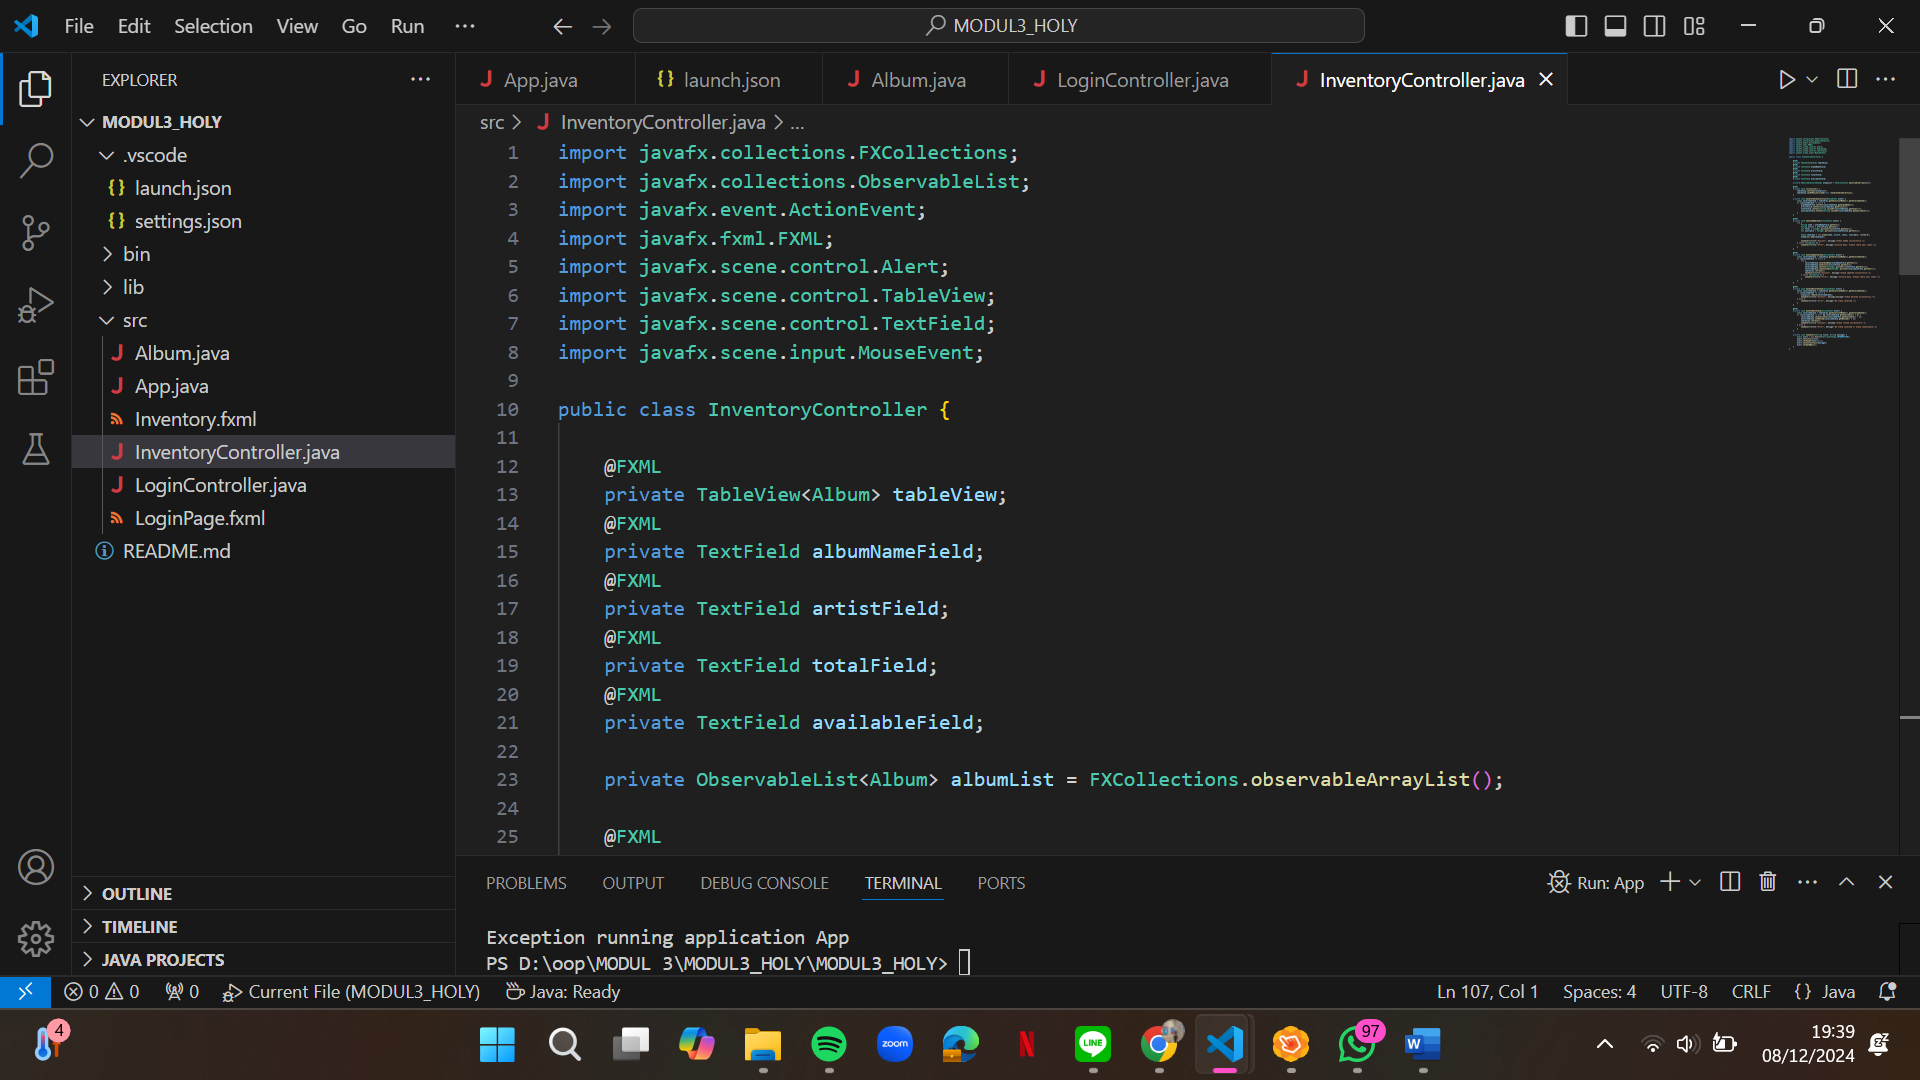 File Edit Selection View Go Run ...
MODUL3_HOLY
EXPLORER
MODUL3_HOLY
.vscode
{} launch.json
{} settings.json
bin
lib
src
J Album.java
J App.java
Inventory.fxml
J InventoryController.java
J LoginController.java
LoginPage.fxml
README.md
OUTLINE
TIMELINE
JAVA PROJECTS
J App.java {} launch.json J Album.java J LoginController.java J InventoryController.java
src > J InventoryController.java > ...
1 import javafx.collections.FXCollections;
2 import javafx.collections.ObservableList;
3 import javafx.event.ActionEvent;
4 import javafx.fxml.FXML;
5 import javafx.scene.control.Alert;
6 import javafx.scene.control.TableView;
7 import javafx.scene.control.TextField;
8 import javafx.scene.input.MouseEvent;
9
10 public class InventoryController {
11
12 @FXML
13 private TableView<Album> tableView;
14 @FXML
15 private TextField albumNameField;
16 @FXML
17 private TextField artistField;
18 @FXML
19 private TextField totalField;
20 @FXML
21 private TextField availableField;
22
23 private ObservableList<Album> albumList = FXCollections.observableArrayList();
24
25 @FXML
PROBLEMS OUTPUT DEBUG CONSOLE TERMINAL PORTS
Run: App
Exception running application App
PS D:\oop\MODUL 3\MODUL3_HOLY\MODUL3_HOLY>
0 0 0 Current File (MODUL3_HOLY) Java: Ready
Ln 107, Col 1 Spaces: 4 UTF-8 CRLF {} Java
4
zoom
N
LINE
97
W
19:39
08/12/2024